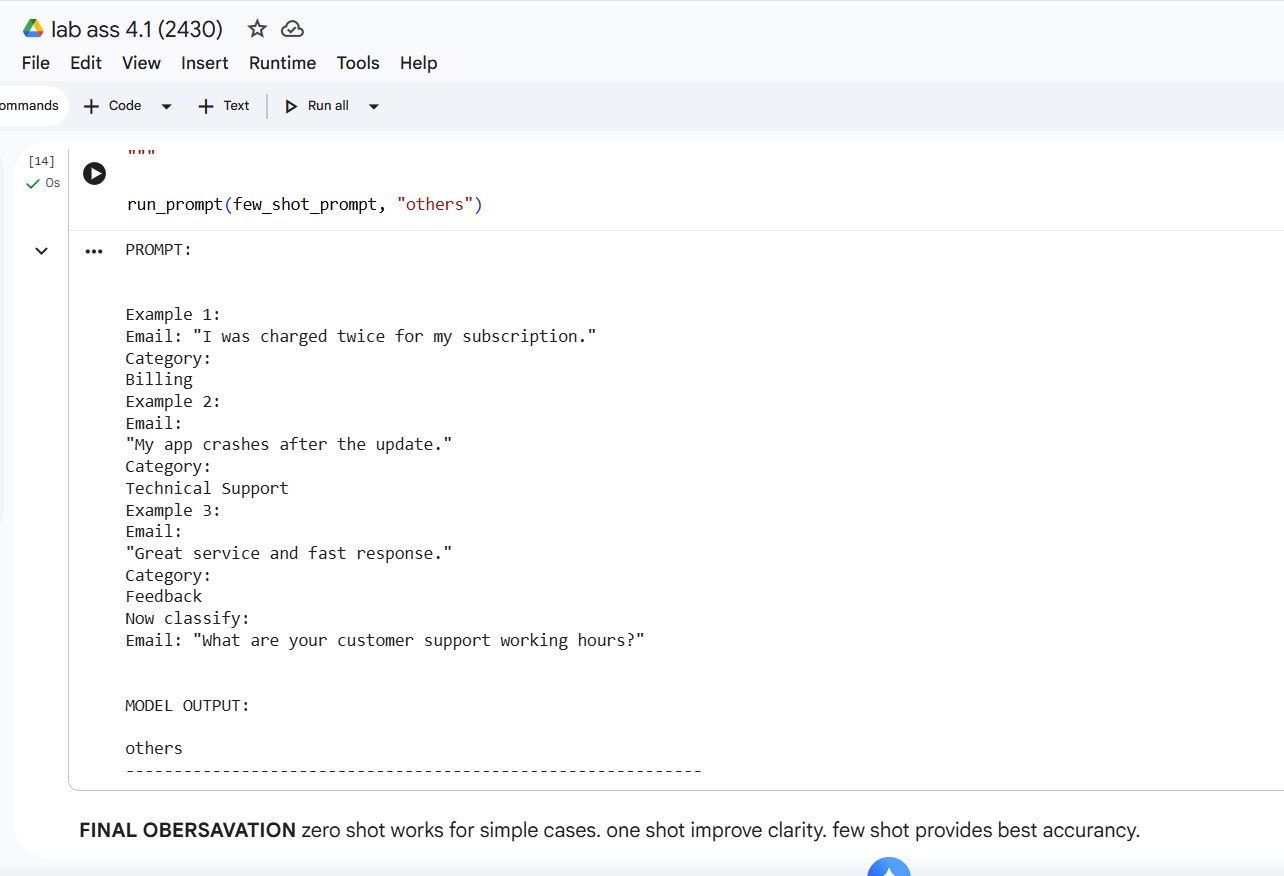 lab ass 4.1 (2430)
File Edit View Insert Runtime Tools Help
ommands + Code + Text Run all
[14]
0s
"""
run_prompt(few_shot_prompt, "others")
PROMPT:
Example 1:
Email: "I was charged twice for my subscription."
Category:
Billing
Example 2:
Email:
"My app crashes after the update."
Category:
Technical Support
Example 3:
Email:
"Great service and fast response."
Category:
Feedback
Now classify:
Email: "What are your customer support working hours?"
MODEL OUTPUT:
others
------------------------------------------------------------
FINAL OBERSAVATION zero shot works for simple cases. one shot improve clarity. few shot provides best accurancy.